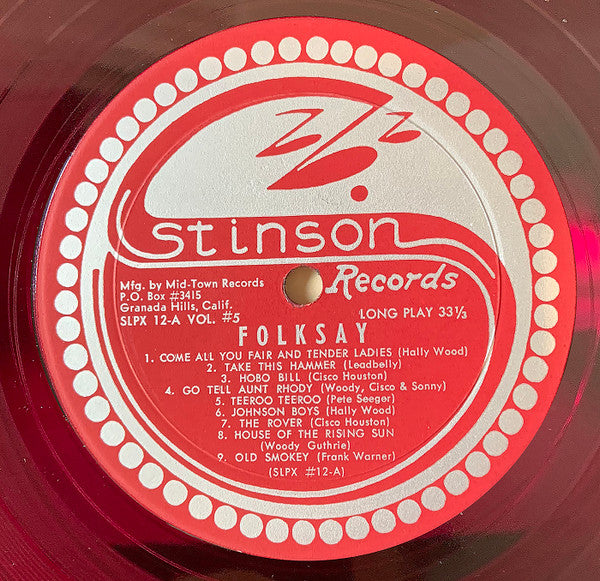 Stinson
Records
Mfg. by Mid-Town Records
P.O. Box #3415
Granada Hills, Calif.
SLPX 12-A VOL. #5
LONG PLAY 33⅓
FOLKSAY
1. COME ALL YOU FAIR AND TENDER LADIES (Hally Wood)
2. TAKE THIS HAMMER (Leadbelly)
3. HOBO BILL (Cisco Houston)
4. GO TELL AUNT RHODY (Woody, Cisco & Sonny)
5. TEEROO TEEROO (Pete Seeger)
6. JOHNSON BOYS (Hally Wood)
7. THE ROVER (Cisco Houston)
8. HOUSE OF THE RISING SUN
(Woody Guthrie)
9. OLD SMOKEY (Frank Warner)
(SLPX #12-A)